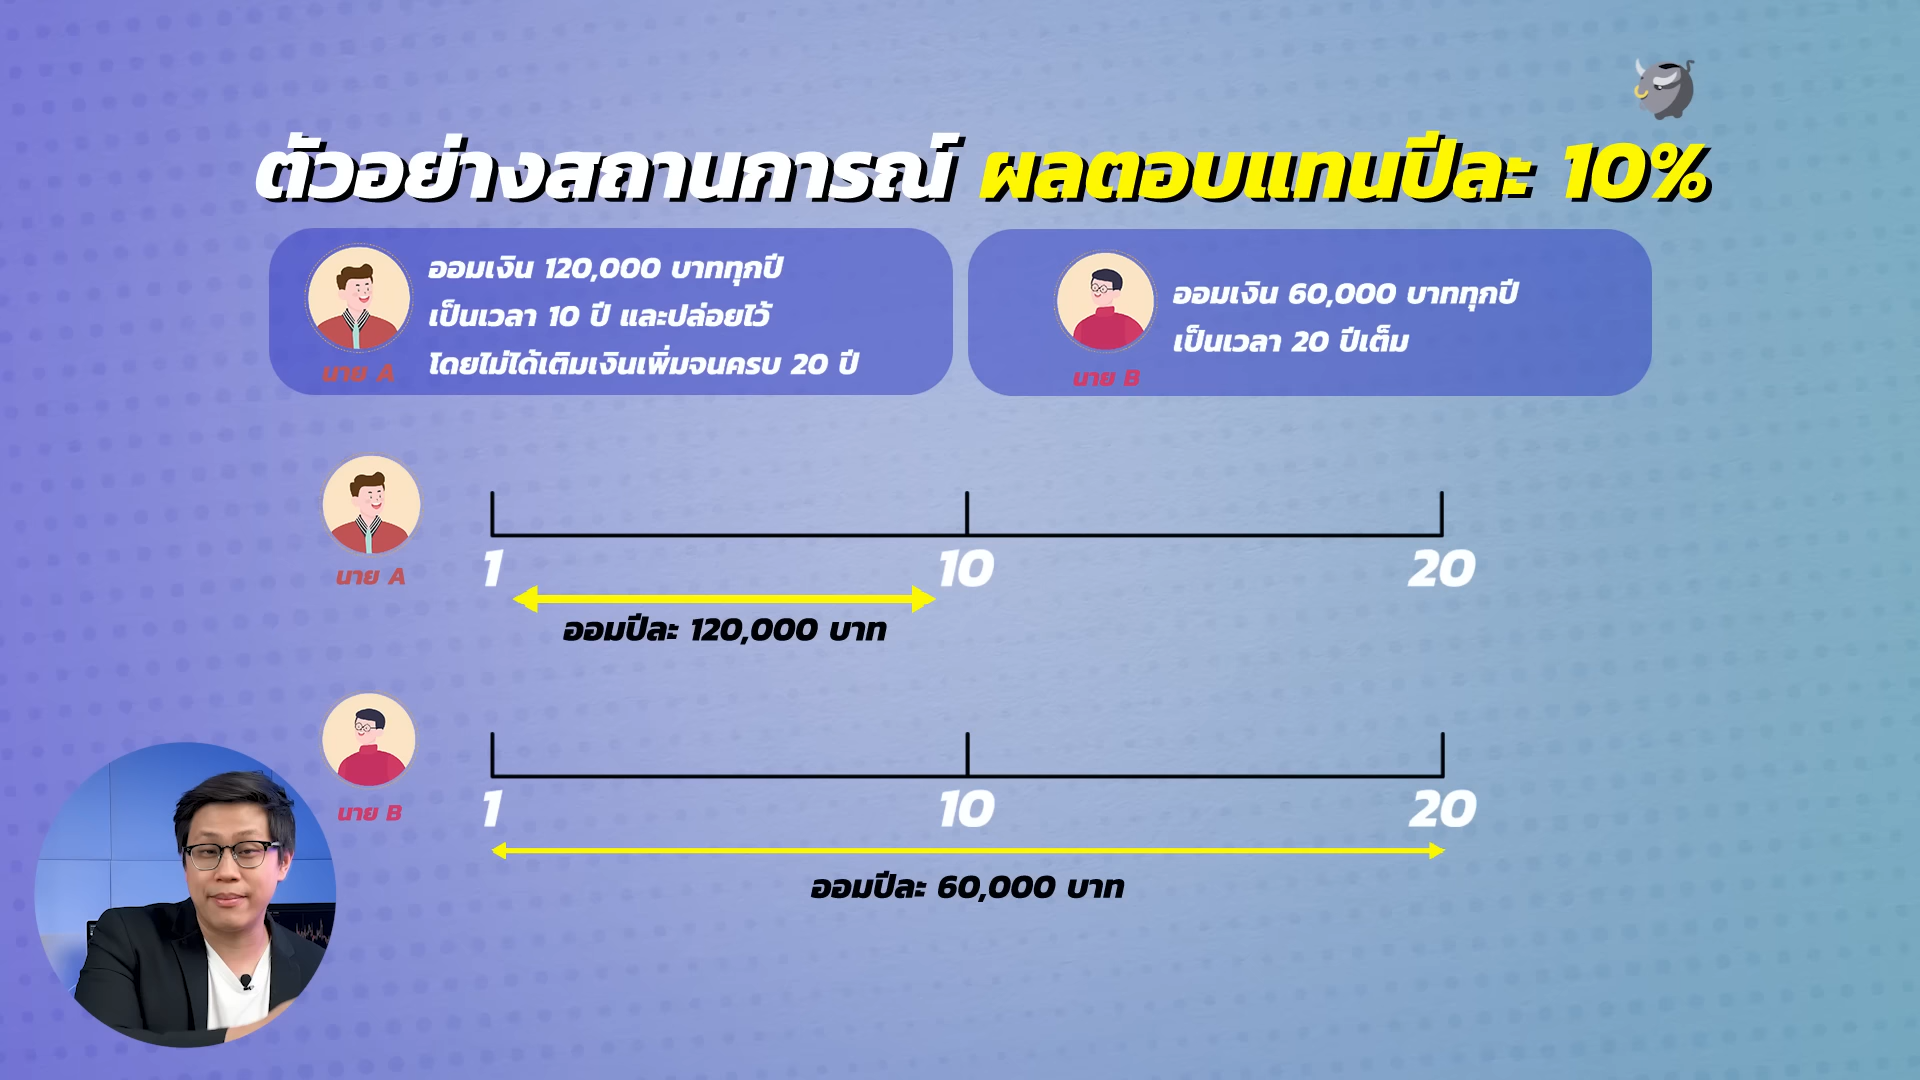 ตัวอย่างสถานการณ์ ผลตอบแทนปีละ 10%
ออมเงิน 120,000 บาททุกปี
เป็นเวลา 10 ปี และปล่อยไว้
โดยไม่ได้เติมเงินเพิ่มจนครบ 20 ปี
นาย A
ออมเงิน 60,000 บาททุกปี
เป็นเวลา 20 ปีเต็ม
นาย B
นาย A
1
10
20
ออมปีละ 120,000 บาท
นาย B
1
10
20
ออมปีละ 60,000 บาท